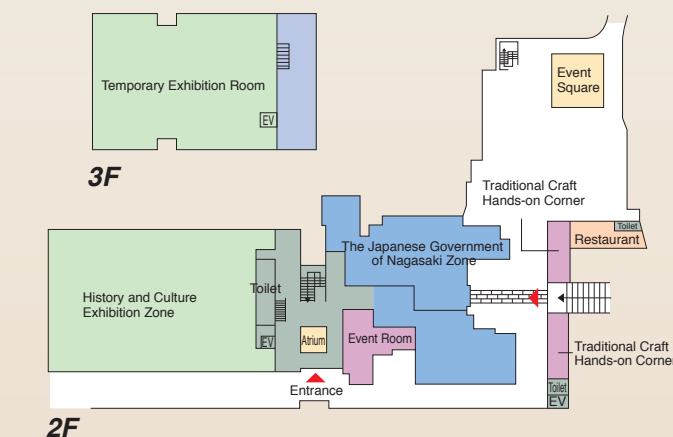 Temporary Exhibition Room
EV
3F
Event
Square
Traditional Craft
Hands-on Corner
Toilet
Restaurant
The Japanese Government
of Nagasaki Zone
Toilet
History and Culture
Exhibition Zone
EV
Atrium
Event Room
Traditional Craft
Hands-on Corner
Entrance
Toilet
EV
2F